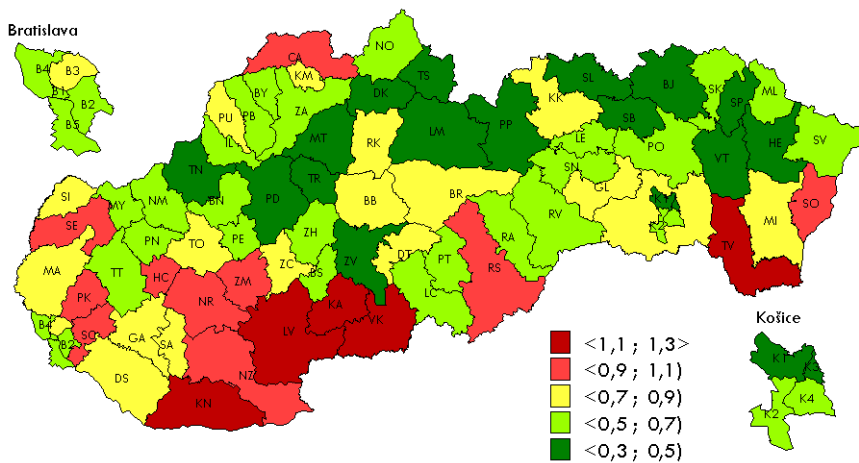 Bratislava
B4
B3
B1
B2
B5
NO
CA
KM
TS
DK
BY
PB
ZA
PU
IL
MT
RK
LM
PP
KK
SL
BJ
SB
SK
SP
ML
LE
PO
HE
SV
VT
SN
GL
TN
BN
PD
TR
BB
BR
RV
MI
SO
TV
SI
MY
NM
SE
PN
TO
PE
ZH
ZC
BS
ZV
DT
PT
RA
RS
LC
MA
TT
HC
ZM
NR
PK
SC
GA
SA
LV
KA
VK
B4
B2
DS
NZ
KN
K1
K2
Košice
K1
K3
K2
K4
<1,1 ; 1,3>
<0,9 ; 1,1)
<0,7 ; 0,9)
<0,5 ; 0,7)
<0,3 ; 0,5)